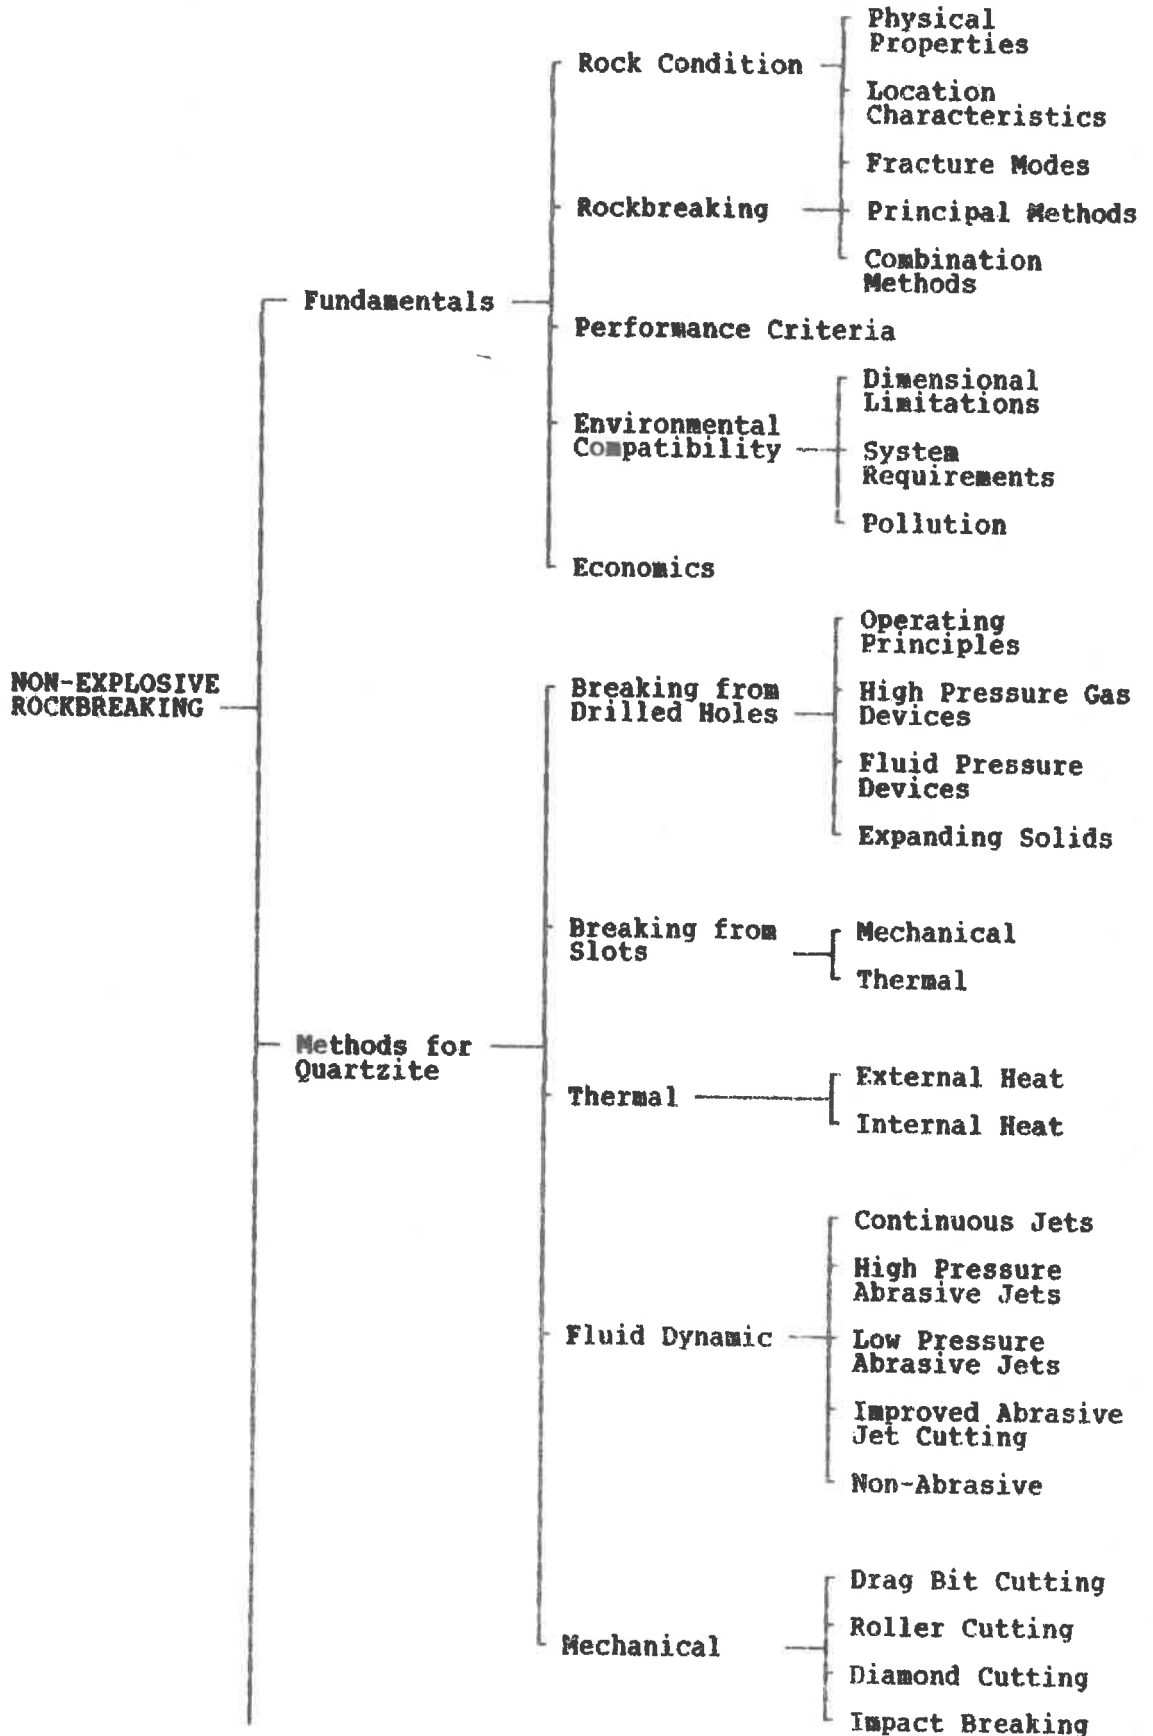 Physical
Properties
Rock Condition
Location
Characteristics
Fracture Modes
Rockbreaking
Principal Methods
Combination
Methods
Fundamentals
Performance Criteria
Dimensional
Limitations
Environmental
Compatibility
System
Requirements
Pollution
Economics
Operating
Principles
NON-EXPLOSIVE
ROCKBREAKING
Breaking from
Drilled Holes
High Pressure Gas
Devices
Fluid Pressure
Devices
Expanding Solids
Breaking from
Slots
Mechanical
Thermal
Methods for
Quartzite
Thermal
External Heat
Internal Heat
Continuous Jets
High Pressure
Abrasive Jets
Fluid Dynamic
Low Pressure
Abrasive Jets
Improved Abrasive
Jet Cutting
Non-Abrasive
Drag Bit Cutting
Roller Cutting
Mechanical
Diamond Cutting
Impact Breaking